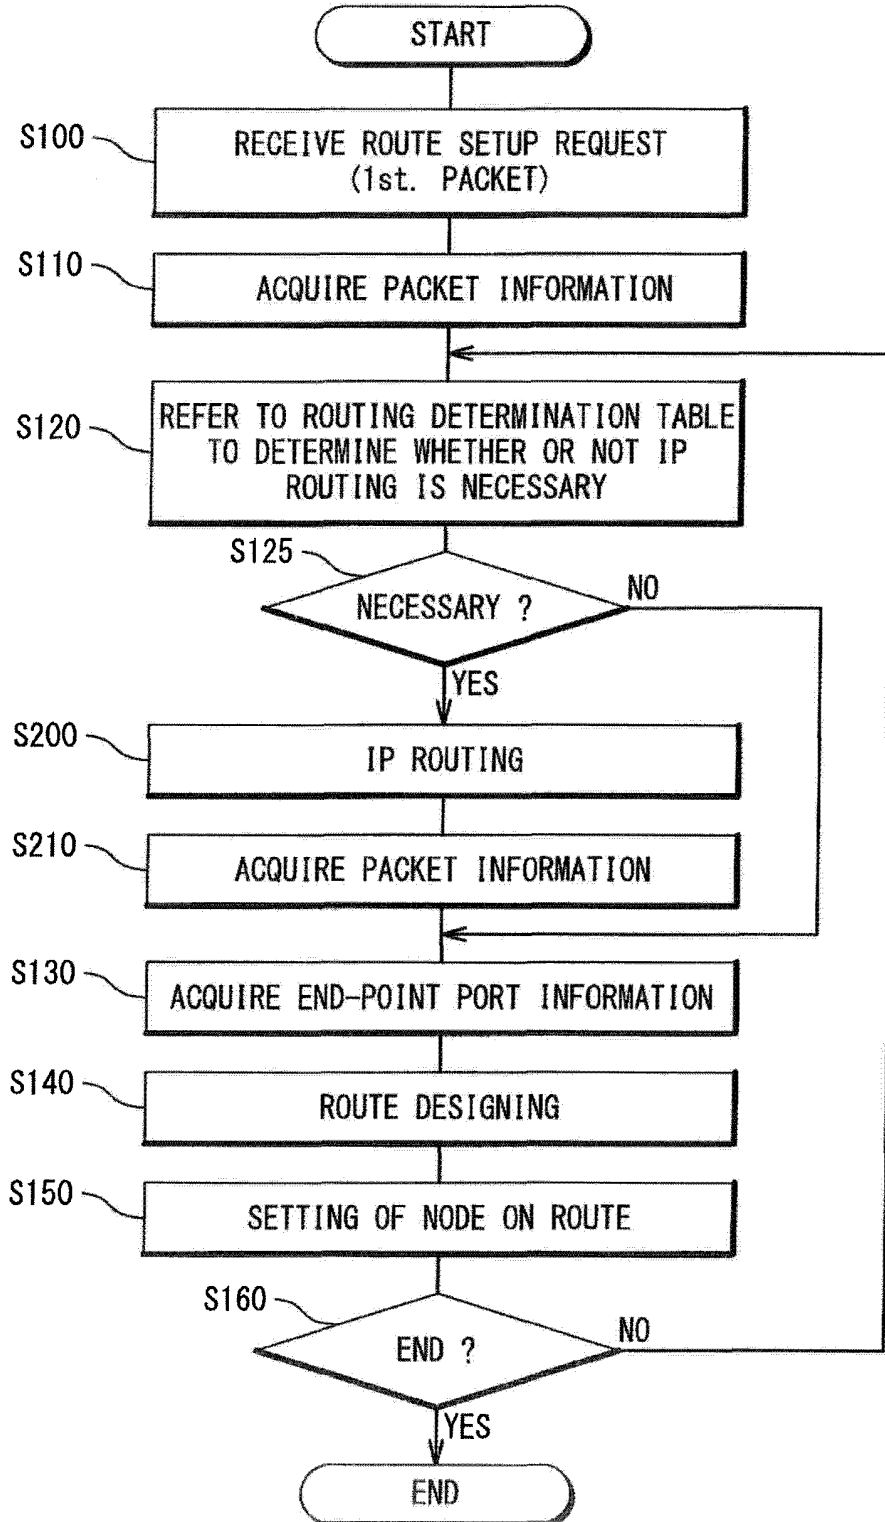 START
S100
RECEIVE ROUTE SETUP REQUEST
(1st. PACKET)
S110
ACQUIRE PACKET INFORMATION
S120
REFER TO ROUTING DETERMINATION TABLE
TO DETERMINE WHETHER OR NOT IP
ROUTING IS NECESSARY
S125
NECESSARY ?
NO
YES
S200
IP ROUTING
S210
ACQUIRE PACKET INFORMATION
S130
ACQUIRE END-POINT PORT INFORMATION
S140
ROUTE DESIGNING
S150
SETTING OF NODE ON ROUTE
S160
END ?
NO
YES
END